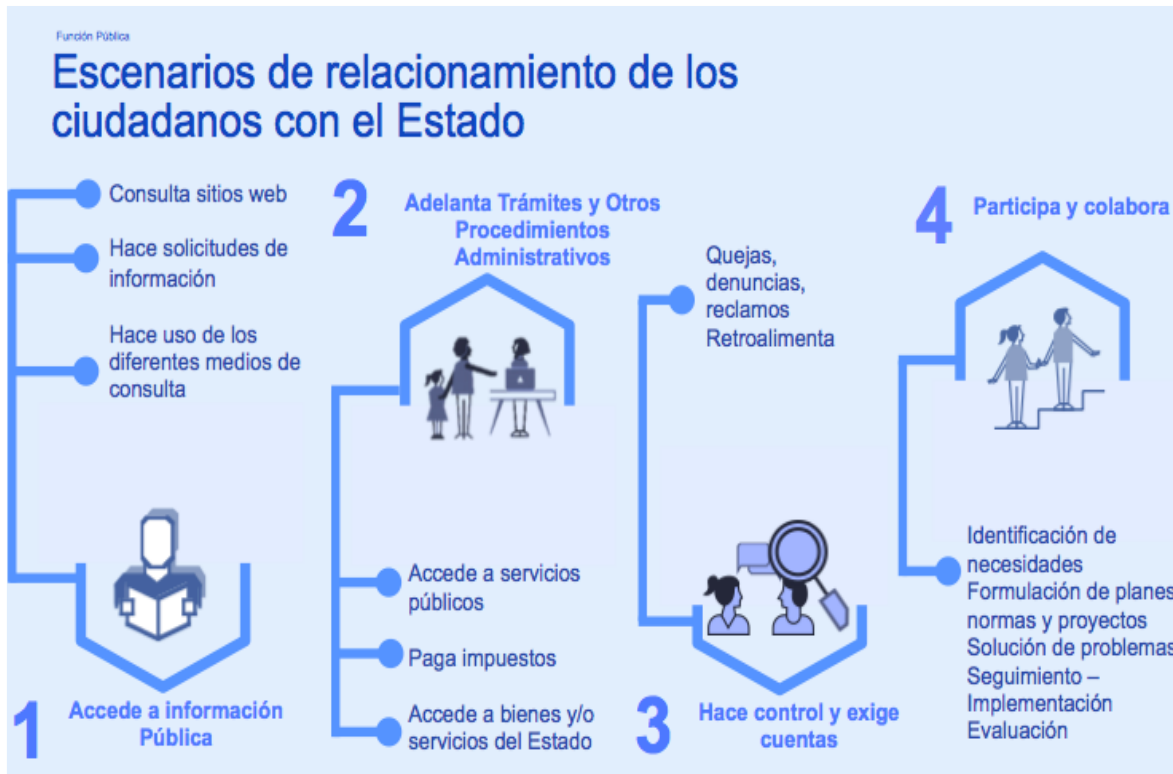 Función Pública
Escenarios de relacionamiento de los
ciudadanos con el Estado
Consulta sitios web
Hace solicitudes de
información
Hace uso de los
diferentes medios de
consulta
1
Accede a información
Pública
2
Adelanta Trámites y Otros
Procedimientos
Administrativos
Accede a servicios
públicos
Paga impuestos
Accede a bienes y/o
servicios del Estado
Quejas,
denuncias,
reclamos
Retroalimenta
3
Hace control y exige
cuentas
4
Participa y colabora
Identificación de
necesidades
Formulación de planes
normas y proyectos
Solución de problemas
Seguimiento –
Implementación
Evaluación